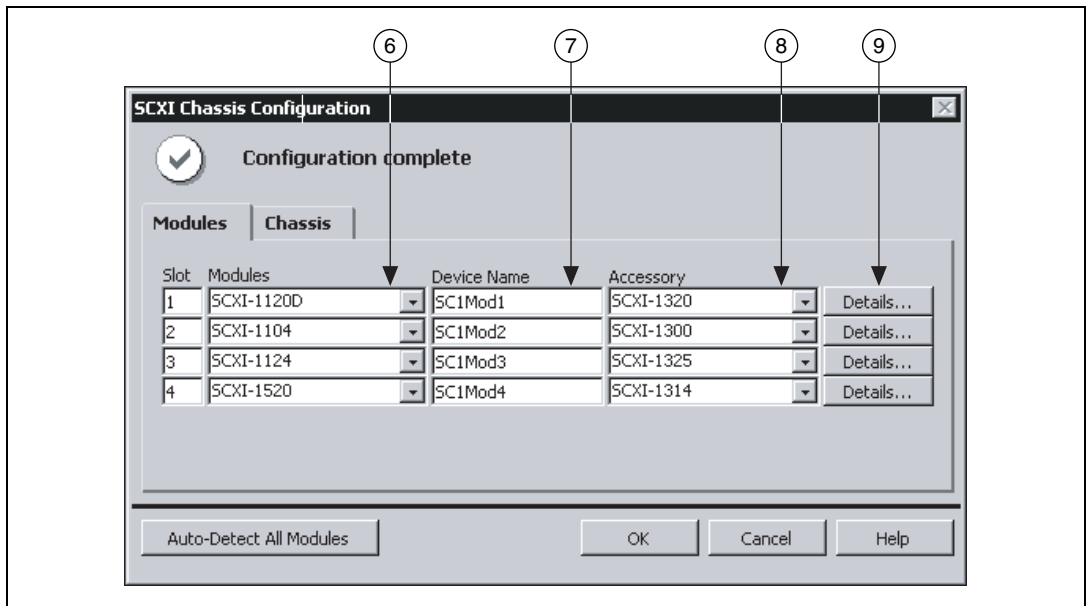 6 7 8 9
SCXI Chassis Configuration
Configuration complete
Modules Chassis
Slot Modules Device Name Accessory
1 SCXI-1120D SC1Mod1 SCXI-1320 Details...
2 SCXI-1104 SC1Mod2 SCXI-1300 Details...
3 SCXI-1124 SC1Mod3 SCXI-1325 Details...
4 SCXI-1520 SC1Mod4 SCXI-1314 Details...
Auto-Detect All Modules OK Cancel Help